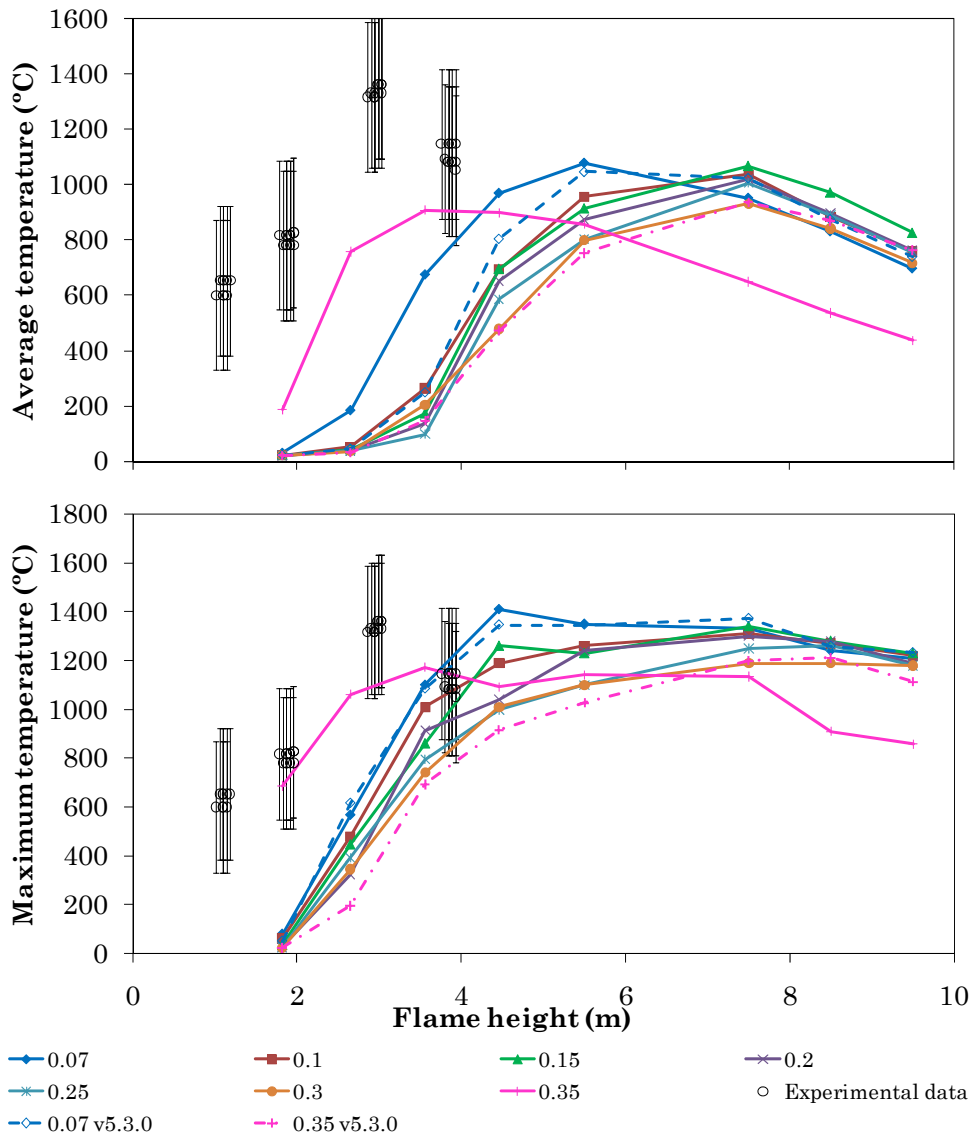 1600
1400
1200
1000
800
600
400
200
0
Average temperature (ºC)
1800
1600
1400
1200
1000
800
600
400
200
0
Maximum temperature (ºC)
0 2 4 6 8 10
Flame height (m)
0.07 0.1 0.15 0.2
0.25 0.3 0.35 Experimental data
0.07 v5.3.0 0.35 v5.3.0